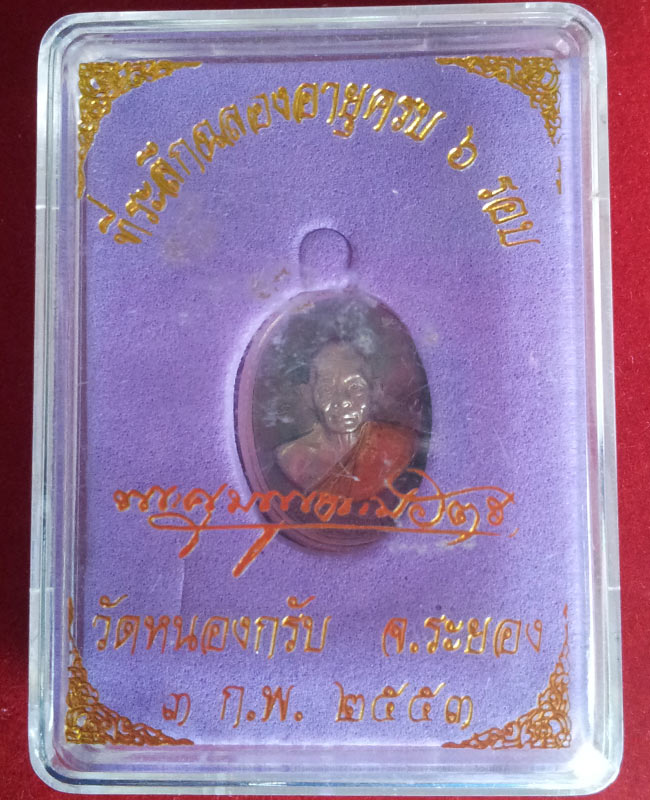 ที่ระลึกฉลองอายุครบ ๖ รอบ
วัดหนองกรับ จ.ระยอง
๓ ก.พ. ๒๕๕๓